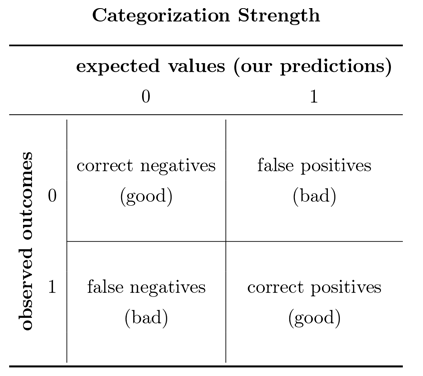 Categorization Strength
expected values (our predictions)
0 1
correct negatives false positives
observed outcomes 0 (good) (bad)
1 false negatives correct positives
(bad) (good)